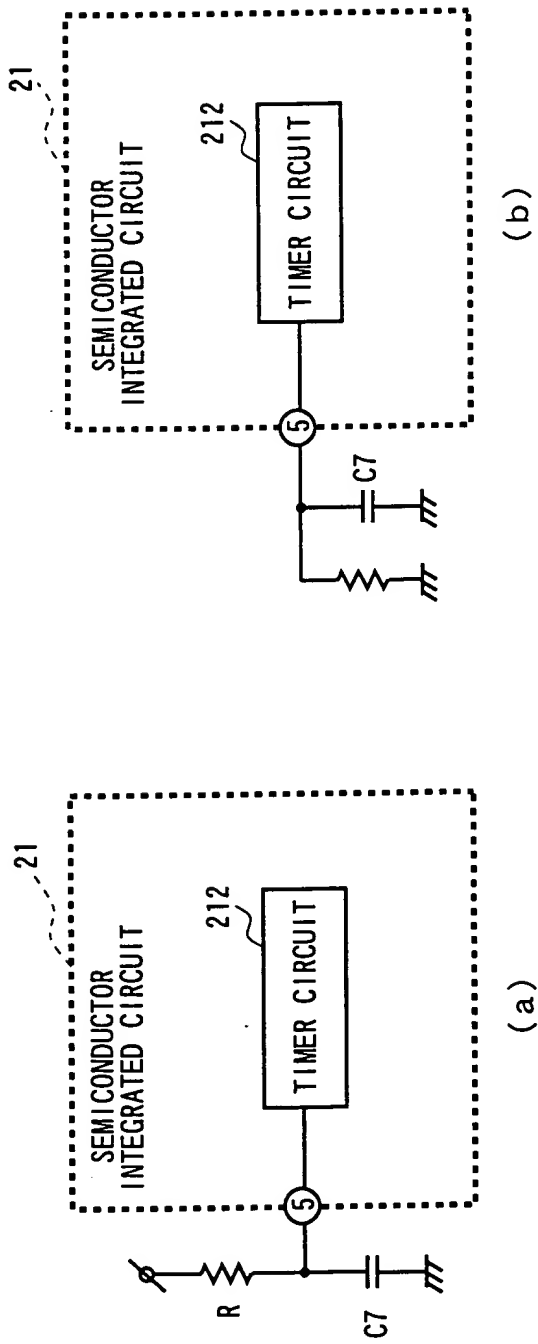 21
SEMICONDUCTOR
INTEGRATED CIRCUIT
212
TIMER CIRCUIT
5
R
C7
(a)
21
SEMICONDUCTOR
INTEGRATED CIRCUIT
212
TIMER CIRCUIT
5
C7
(b)